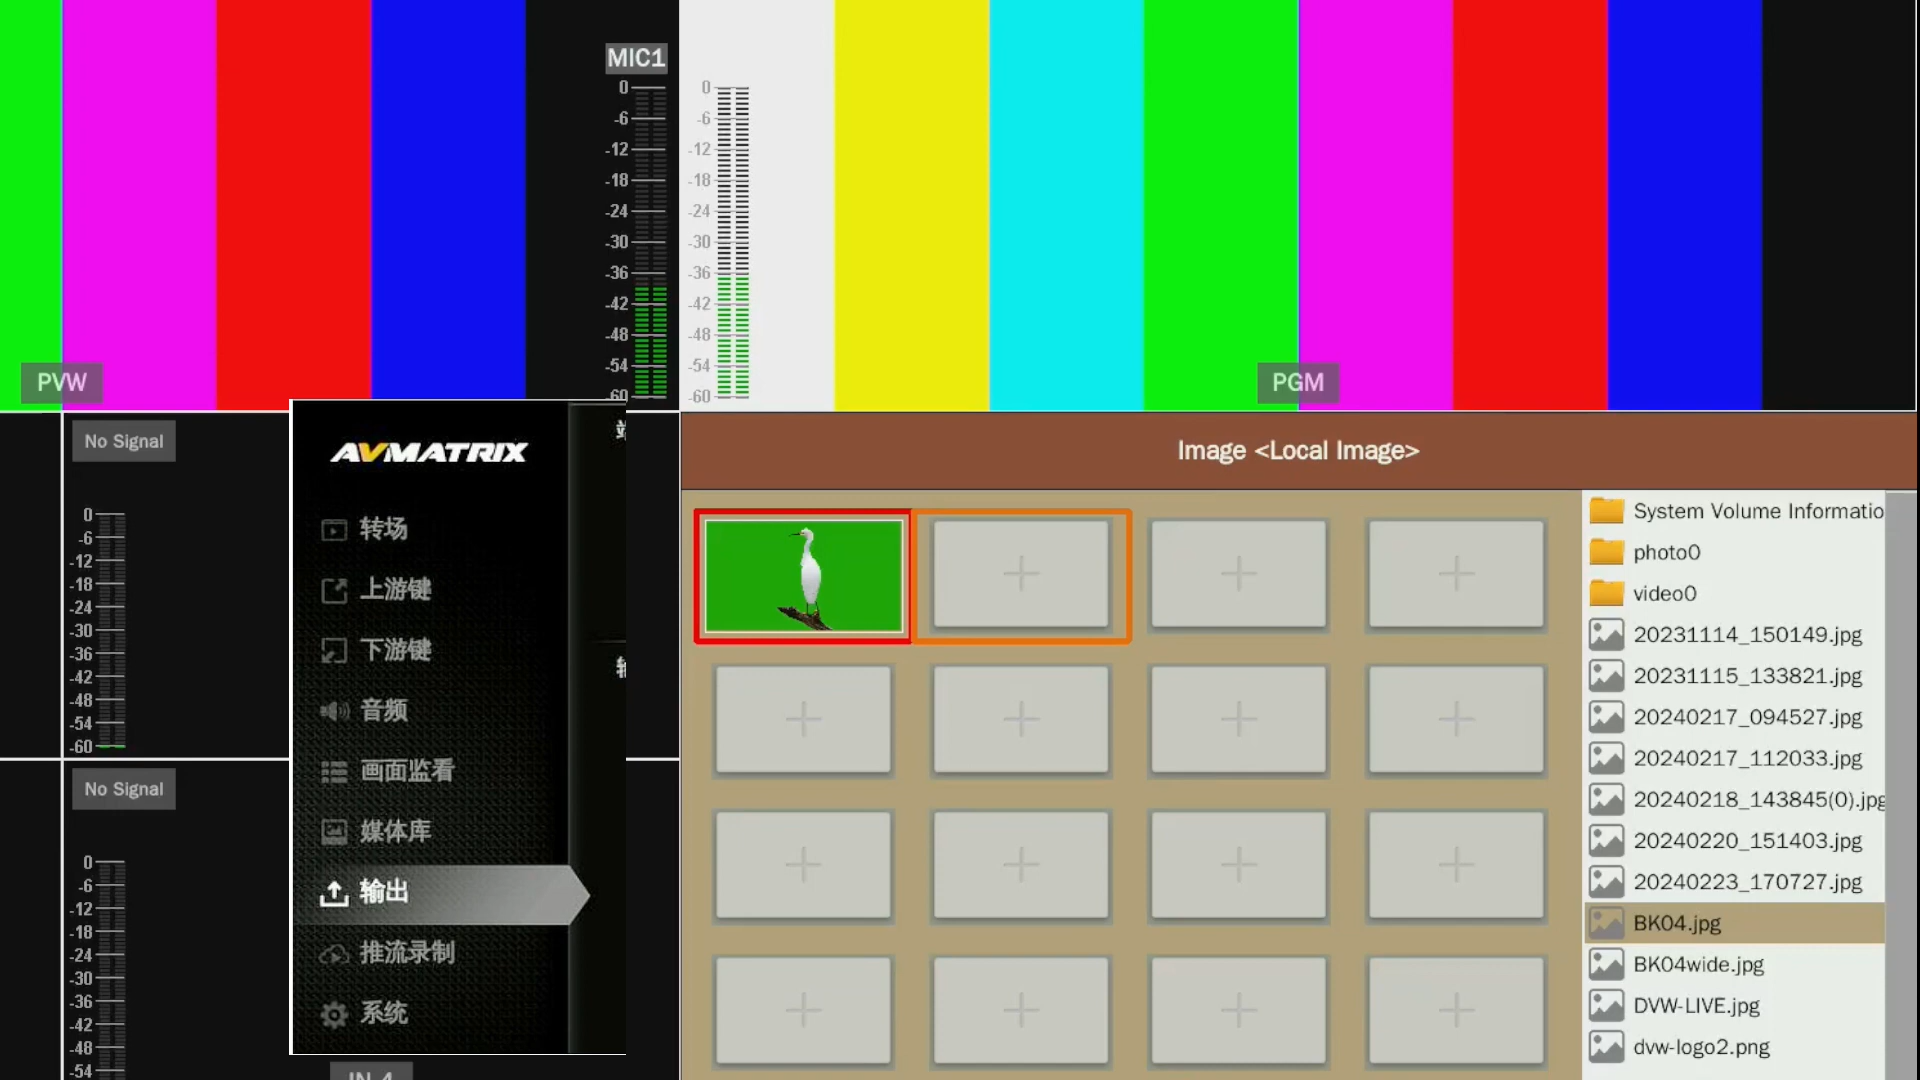 MIC1
0
-6
-12
-18
-24
-30
-36
-42
-48
-54
-60
0
-6
-12
-18
-24
-30
-36
-42
-48
-54
-60
PVW
PGM
No Signal
0
-6
-12
-18
-24
-30
-36
-42
-48
-54
-60
No Signal
0
-6
-12
-18
-24
-30
-36
-42
-48
-54
AVMATRIX
转场
上游键
下游键
音频
画面监看
媒体库
输出
推流录制
系统
IN 4
Image <Local Image>
System Volume Informatio
photo0
video0
20231114_150149.jpg
20231115_133821.jpg
20240217_094527.jpg
20240217_112033.jpg
20240218_143845(0).jpg
20240220_151403.jpg
20240223_170727.jpg
BK04.jpg
BK04wide.jpg
DVW-LIVE.jpg
dvw-logo2.png